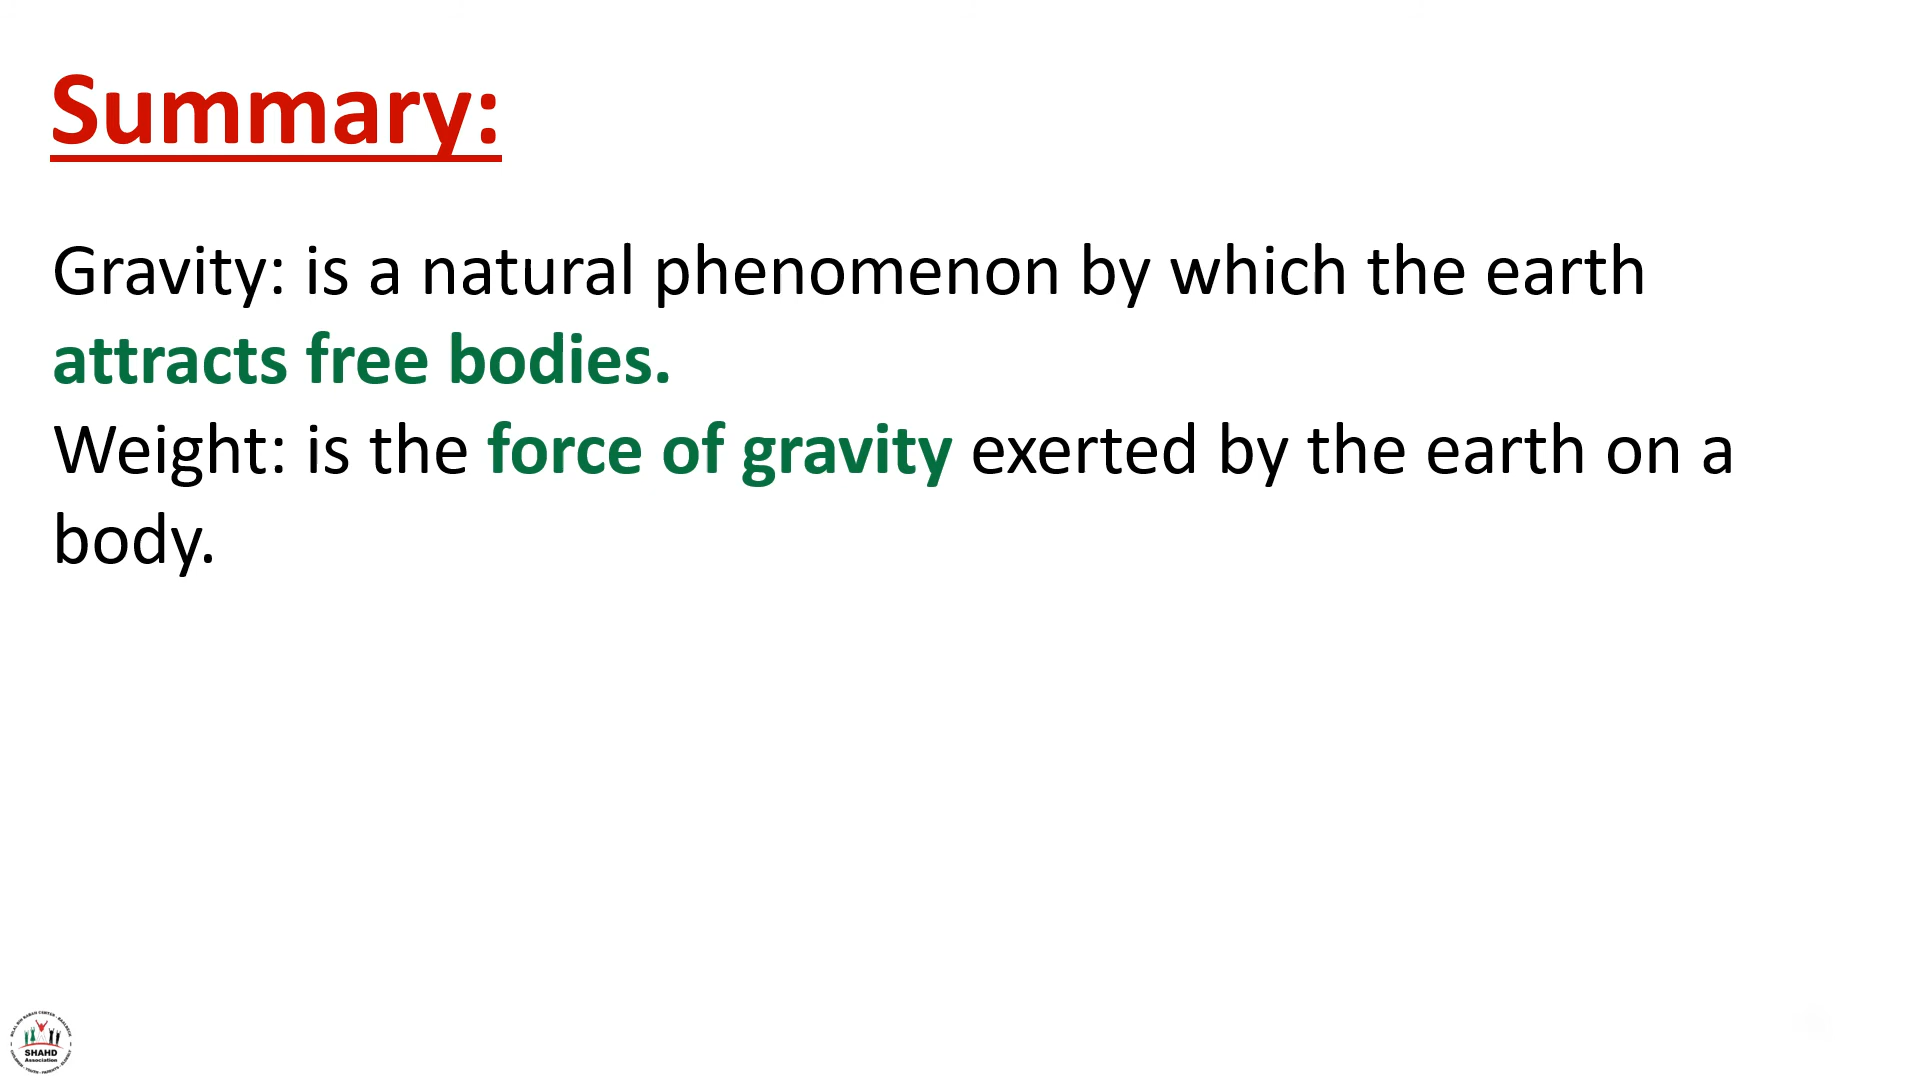 Summary:
Gravity: is a natural phenomenon by which the earth
attracts free bodies.
Weight: is the force of gravity exerted by the earth on a
body.
SHAHD
Association